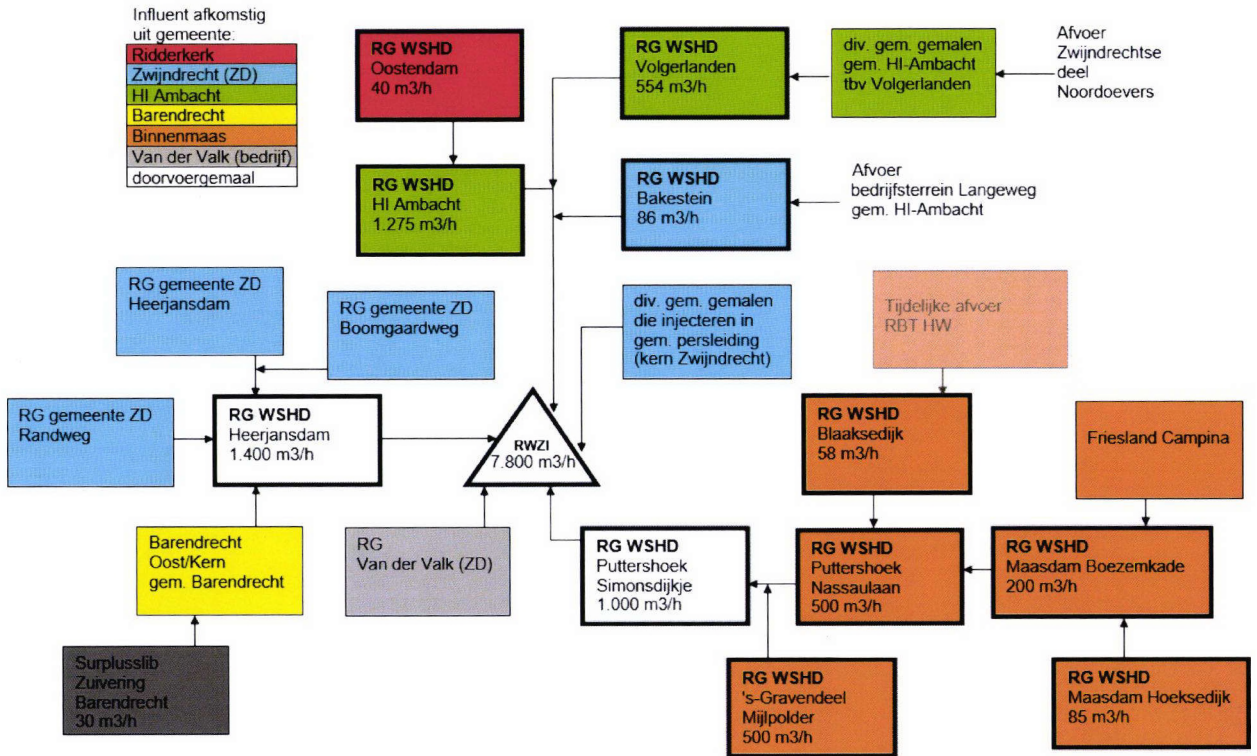 Influent afkomstig
uit gemeente:
Ridderkerk
Zwijndrecht (ZD)
HI Ambacht
Barendrecht
Binnenmaas
Van der Valk (bedrijf)
doorvoergemaal
RG WSHD
Oostendam
40 m3/h
RG WSHD
Volgerlanden
554 m3/h
div. gem. gemalen
gem. HI-Ambacht
tbv Volgerlanden
Afvoer
Zwijndrechtse
deel
Noordoevers
RG WSHD
HI Ambacht
1.275 m3/h
RG WSHD
Bakestein
86 m3/h
Afvoer
bedrijfsterrein Langeweg
gem. HI-Ambacht
RG gemeente ZD
Heerjansdam
RG gemeente ZD
Boomgaardweg
div. gem. gemalen
die injecteren in
gem. persleiding
(kern Zwijndrecht)
Tijdelijke afvoer
RBT HW
RG gemeente ZD
Randweg
RG WSHD
Heerjansdam
1.400 m3/h
RWZI
7.800 m3/h
RG WSHD
Blaaksedijk
58 m3/h
Friesland Campina
Barendrecht
Oost/Kern
gem. Barendrecht
RG
Van der Valk (ZD)
RG WSHD
Puttershoek
Simonsdijkje
1.000 m3/h
RG WSHD
Puttershoek
Nassaulaan
500 m3/h
RG WSHD
Maasdam Boezemkade
200 m3/h
Surplusslib
Zuivering
Barendrecht
30 m3/h
RG WSHD
's-Gravendeel
Mijlpolder
500 m3/h
RG WSHD
Maasdam Hoeksedijk
85 m3/h